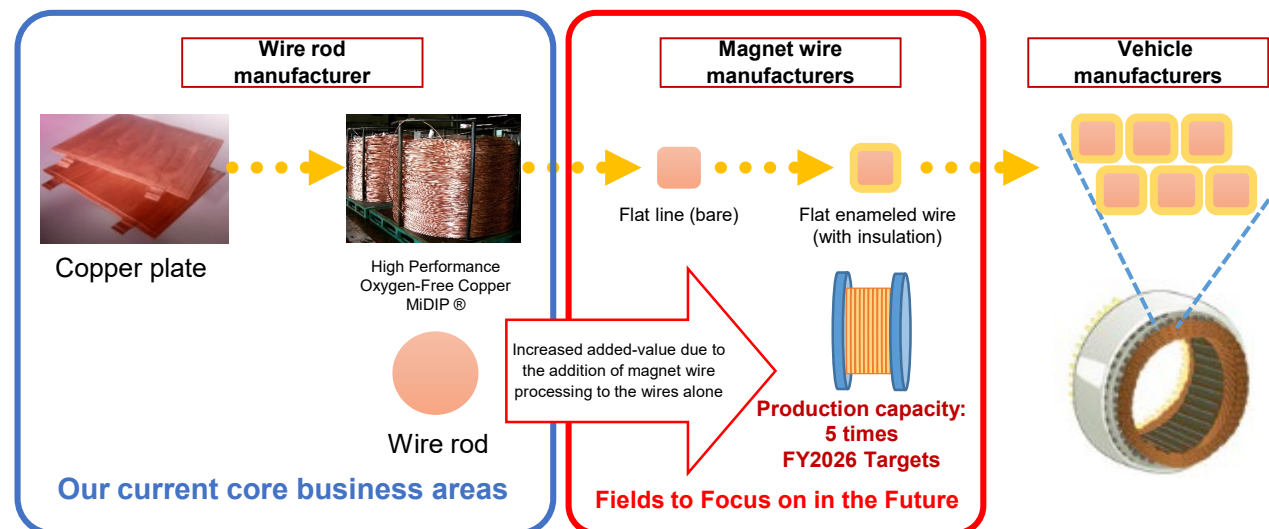 Wire rod
manufacturer
Magnet wire
manufacturers
Vehicle
manufacturers
Copper plate
High Performance
Oxygen-Free Copper
MiDIP ®
Wire rod
Flat line (bare)
Flat enameled wire
(with insulation)
Increased added-value due to
the addition of magnet wire
processing to the wires alone
Production capacity:
5 times
FY2026 Targets
Our current core business areas
Fields to Focus on in the Future